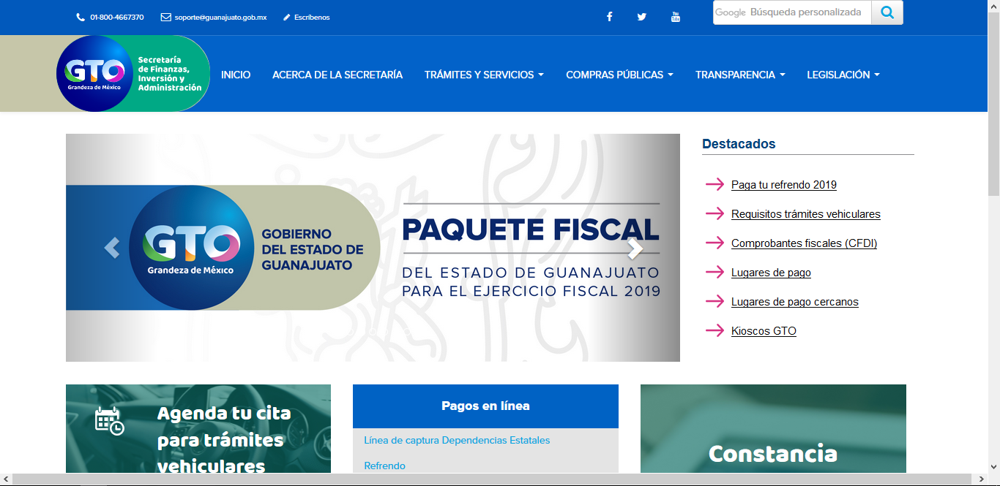 01-800-4667370 soporte@guanajuato.gob.mx Escríbenos
You Tube
Google Búsqueda personalizada
GTO
Grandeza de México
Secretaría
de Finanzas,
Inversión y
Administración
INICIO ACERCA DE LA SECRETARÍA TRÁMITES Y SERVICIOS COMPRAS PÚBLICAS TRANSPARENCIA LEGISLACIÓN
GTO
Grandeza de México
GOBIERNO
DEL ESTADO DE
GUANAJUATO
PAQUETE FISCAL
DEL ESTADO DE GUANAJUATO
PARA EL EJERCICIO FISCAL 2019
Destacados
Paga tu refrendo 2019
Requisitos trámites vehiculares
Comprobantes fiscales (CFDI)
Lugares de pago
Lugares de pago cercanos
Kioscos GTO
Agenda tu cita
para trámites
vehiculares
Pagos en línea
Línea de captura Dependencias Estatales
Refrendo
Constancia